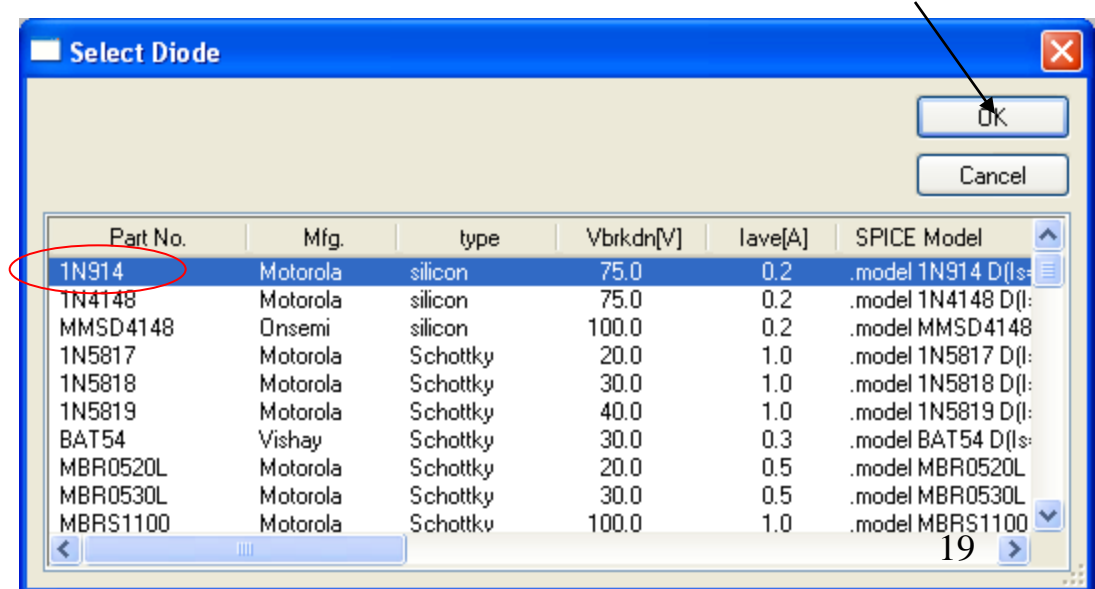 Select Diode
OK
Cancel
Part No. Mfg. type Vbrkdn[V] Iave[A] SPICE Model
1N914 Motorola silicon 75.0 0.2 .model 1N914 D(Is=
1N4148 Motorola silicon 75.0 0.2 .model 1N4148 D(I
MMSD4148 Onsemi silicon 100.0 0.2 .model MMSD4148
1N5817 Motorola Schottky 20.0 1.0 .model 1N5817 D(I
1N5818 Motorola Schottky 30.0 1.0 .model 1N5818 D(I
1N5819 Motorola Schottky 40.0 1.0 .model 1N5819 D(I
BAT54 Vishay Schottky 30.0 0.3 .model BAT54 D(Is
MBR0520L Motorola Schottky 20.0 0.5 .model MBR0520L
MBR0530L Motorola Schottky 30.0 0.5 .model MBR0530L
MBRS1100 Motorola Schottky 100.0 1.0 .model MBRS1100
19